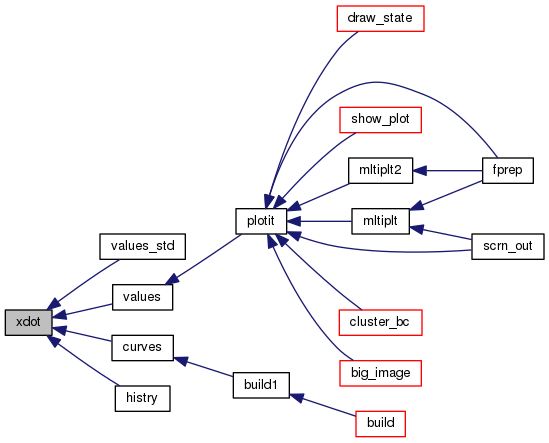 draw_state
show_plot
mltiplt2
fprep
plotit
mltiplt
values_std
scrn_out
values
xdot
cluster_bc
curves
big_image
build1
histry
build